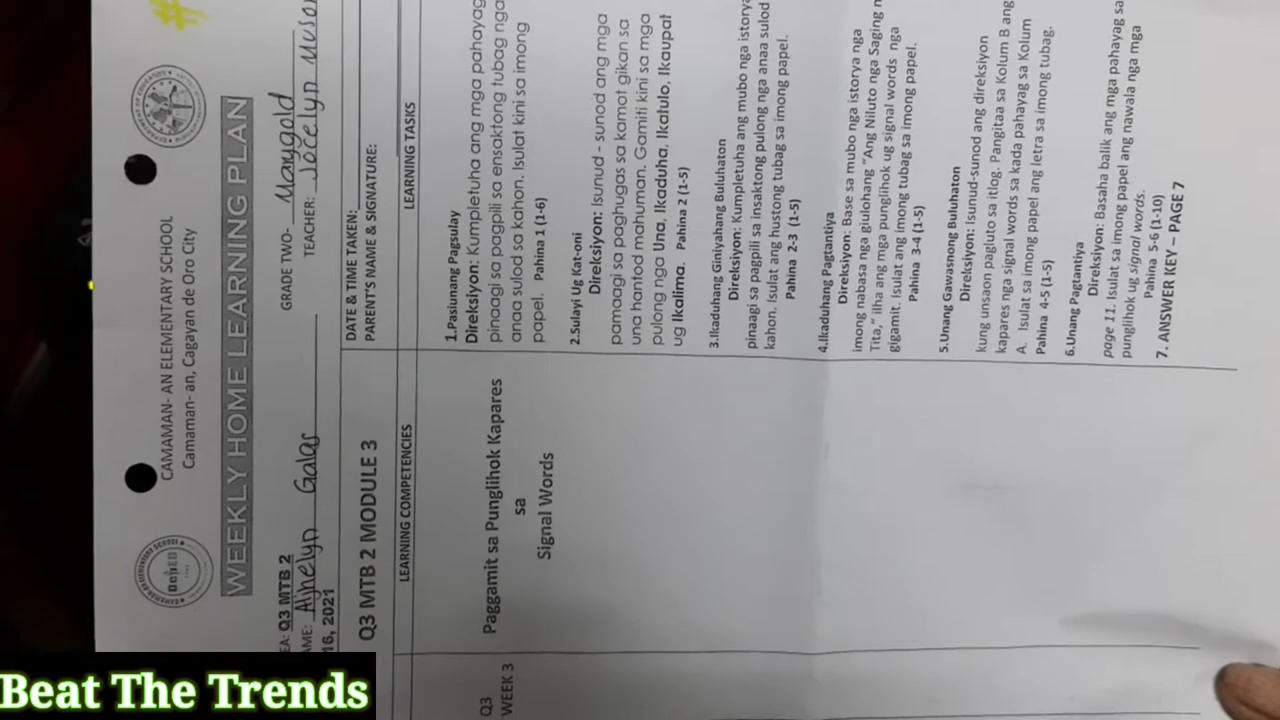 CAMAMAN- AN ELEMENTARY SCHOOL
Camaman- an, Cagayan de Oro City
WEEKLY HOME LEARNING PLAN
EA: Q3 MTB 2
GRADE TWO- Marygold
AME: Aijhelyn Galas
TEACHER: Jocelyn
16, 2021
Q3 MTB 2 MODULE 3
DATE & TIME TAKEN:
PARENT'S NAME & SIGNATURE:
LEARNING COMPETENCIES
LEARNING TASKS
Q3
WEEK 3
Paggamit sa Punglihok Kapares
sa
Signal Words
1.Pasiunang Pagsulay
Direksiyon: Kumpletuha ang mga pahayag
pinaagi sa pagpili sa ensaktong tubag nga
anaa sulod sa kahon. Isulat kini sa imong
papel. Pahina 1 (1-6)
2.Sulayi Ug Kat-oni
Direksiyon: Isunud - sunod ang mga
pamaagi sa paghugas sa kamot gikan sa
una hantod mahuman. Gamiti kini sa mga
pulong nga Una, Ikaduha, Ikatulo, Ikaupat
ug Ikalima. Pahina 2 (1-5)
3.Ikaduhang Giniyahang Buluhaton
Direksiyon: Kumpletuha ang mubo nga istorya
pinaagi sa pagpili sa insaktong pulong nga anaa sulod
kahon. Isulat ang hustong tubag sa imong papel.
Pahina 2-3 (1-5)
4.Ikaduhang Pagtantiya
Direksiyon: Base sa mubo nga istorya nga
imong nabasa nga giulohang "Ang Niluto nga Saging n
Tita," ilha ang mga punglihok ug signal words nga
gigamit. Isulat ang imong tubag sa imong papel.
Pahina 3-4 (1-5)
5.Unang Gawasnong Buluhaton
Direksiyon: Isunud-sunod ang direksiyon
kung unsaon pagluto sa itlog. Pangitaa sa Kolum B ang
kapares nga signal words sa kada pahayag sa Kolum
A. Isulat sa imong papel ang letra sa imong tubag.
Pahina 4-5 (1-5)
6.Unang Pagtantiya
Direksiyon: Basaha balik ang mga pahayag sa
page 11. Isulat sa imong papel ang nawala nga mga
punglihok ug signal words.
Pahina 5-6 (1-10)
7. ANSWER KEY – PAGE 7
Beat The Trends